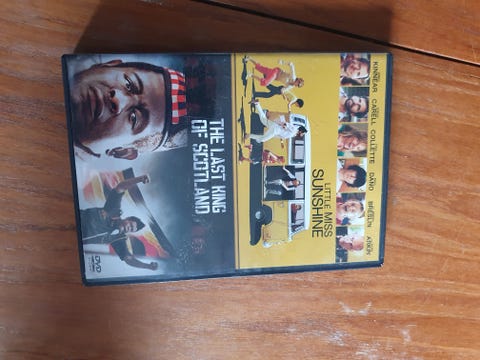 KINNEAR CARELL COLLETTE DANO BRESLIN ARKIN
LITTLE MISS
SUNSHINE
THE LAST KING
OF SCOTLAND
DVD